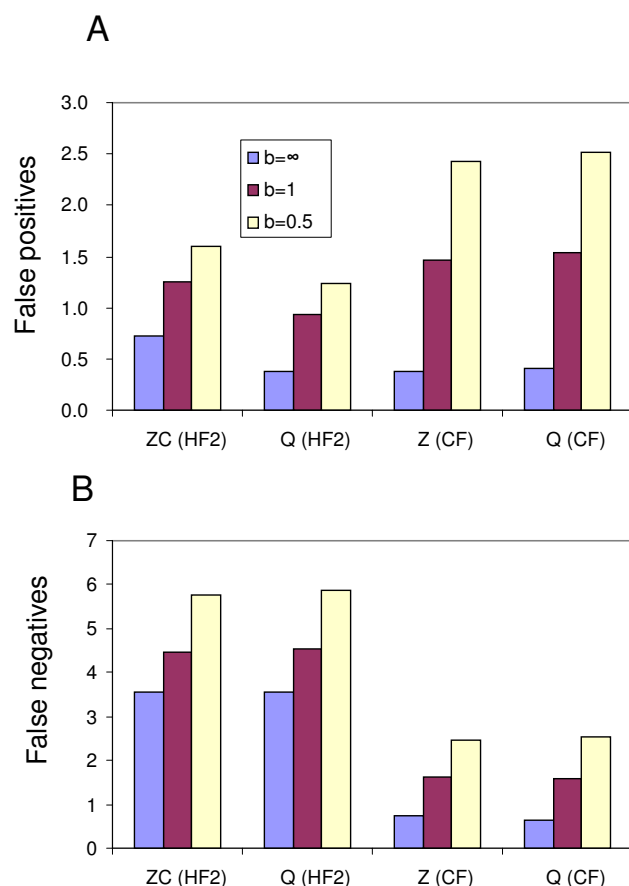 A
False positives
3.0
2.5
2.0
1.5
1.0
0.5
0.0
b=∞
b=1
b=0.5
ZC (HF2) Q (HF2) Z (CF) Q (CF)
B
False negatives
7
6
5
4
3
2
1
0
ZC (HF2) Q (HF2) Z (CF) Q (CF)